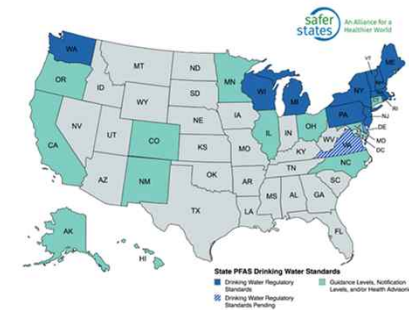 safer
states
An Alliance for a
Healthier World
WA
MT
ND
MN
OR
ID
SD
WI
MI
NY
ME
VT
NH
WY
NE
IA
PA
RI
NJ
DE
MD
DC
NV
UT
CO
KS
MO
IL
IN
OH
WV
VA
KY
CA
AZ
NM
OK
AR
TN
NC
SC
MS
AL
GA
TX
LA
FL
AK
HI
State PFAS Drinking Water Standards
Drinking Water Regulatory
Standards
Drinking Water Regulatory
Standards Pending
Guidance Levels, Notification
Levels, and/or Health Advisories